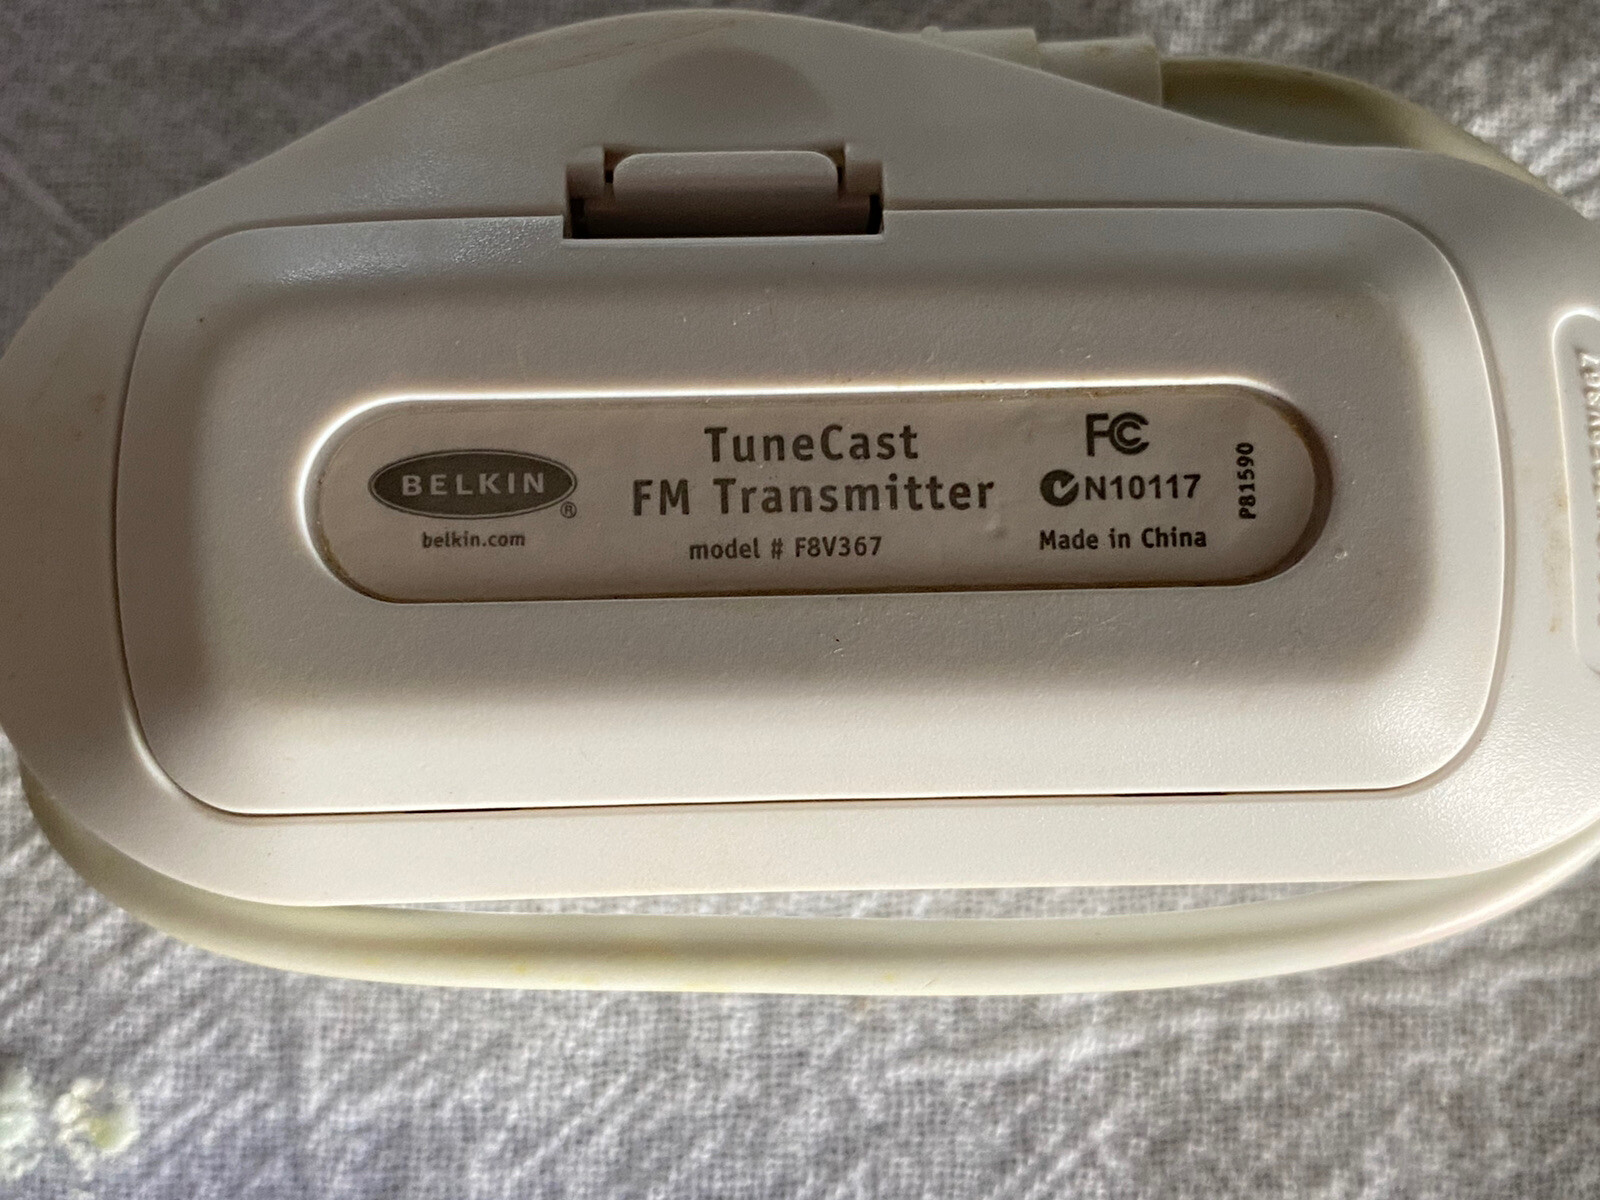 BELKIN
®
belkin.com
TuneCast
FM Transmitter
model # F8V367
FC
N10117
Made in China
P81590